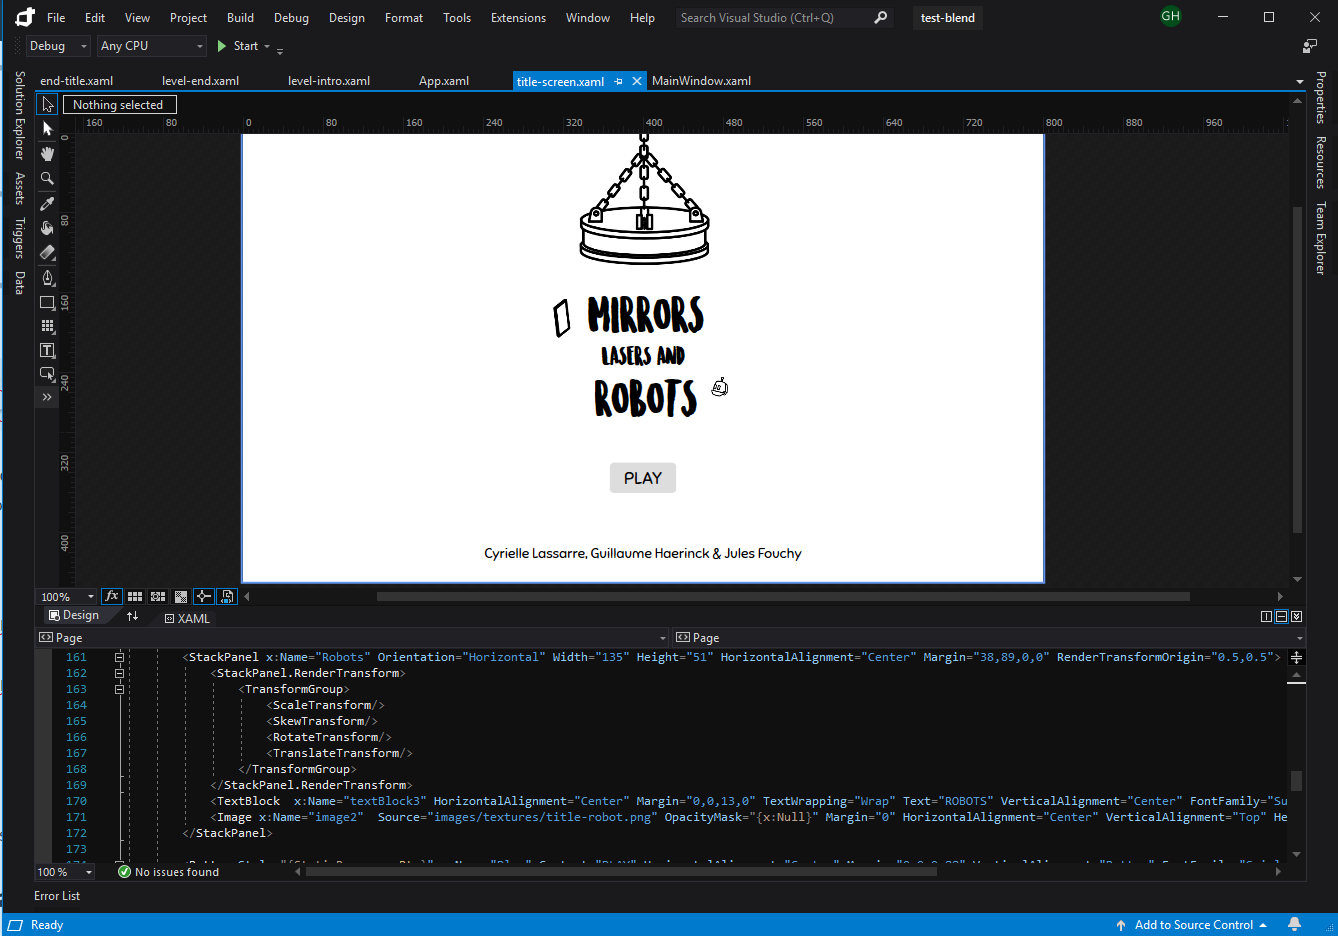 File Edit View Project Build Debug Design Format Tools Extensions Window Help Search Visual Studio (Ctrl+Q) test-blend GH
Debug Any CPU Start
end-title.xaml level-end.xaml level-intro.xaml App.xaml title-screen.xaml MainWindow.xaml
Nothing selected
160 80 0 80 160 240 320 400 480 560 640 720 800 880 960
Solution Explorer
Assets
Triggers
Data
0
80
160
240
320
400
MIRRORS
LASERS AND
ROBOTS
PLAY
Cyrielle Lassarre, Guillaume Haerinck & Jules Fouchy
Properties
Resources
Team Explorer
100% fx
Design XAML
Page Page
161 <StackPanel x:Name="Robots" Orientation="Horizontal" Width="135" Height="51" HorizontalAlignment="Center" Margin="38,89,0,0" RenderTransformOrigin="0.5,0.5">
162 <StackPanel.RenderTransform>
163 <TransformGroup>
164 <ScaleTransform/>
165 <SkewTransform/>
166 <RotateTransform/>
167 <TranslateTransform/>
168 </TransformGroup>
169 </StackPanel.RenderTransform>
170 <TextBlock x:Name="textBlock3" HorizontalAlignment="Center" Margin="0,0,13,0" TextWrapping="Wrap" Text="ROBOTS" VerticalAlignment="Center" FontFamily="Su
171 <Image x:Name="image2" Source="images/textures/title-robot.png" OpacityMask="{x:Null}" Margin="0" HorizontalAlignment="Center" VerticalAlignment="Top" He
172 </StackPanel>
173
100 % No issues found
Error List
Ready Add to Source Control